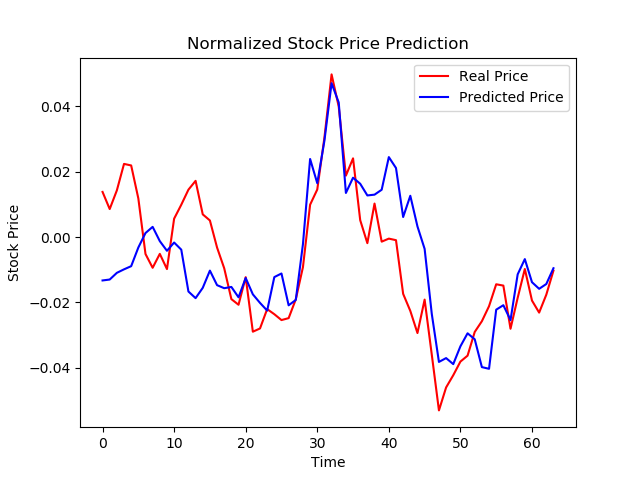 Normalized Stock Price Prediction
Real Price
Predicted Price
Stock Price
0.04
0.02
0.00
−0.02
−0.04
0 10 20 30 40 50 60
Time